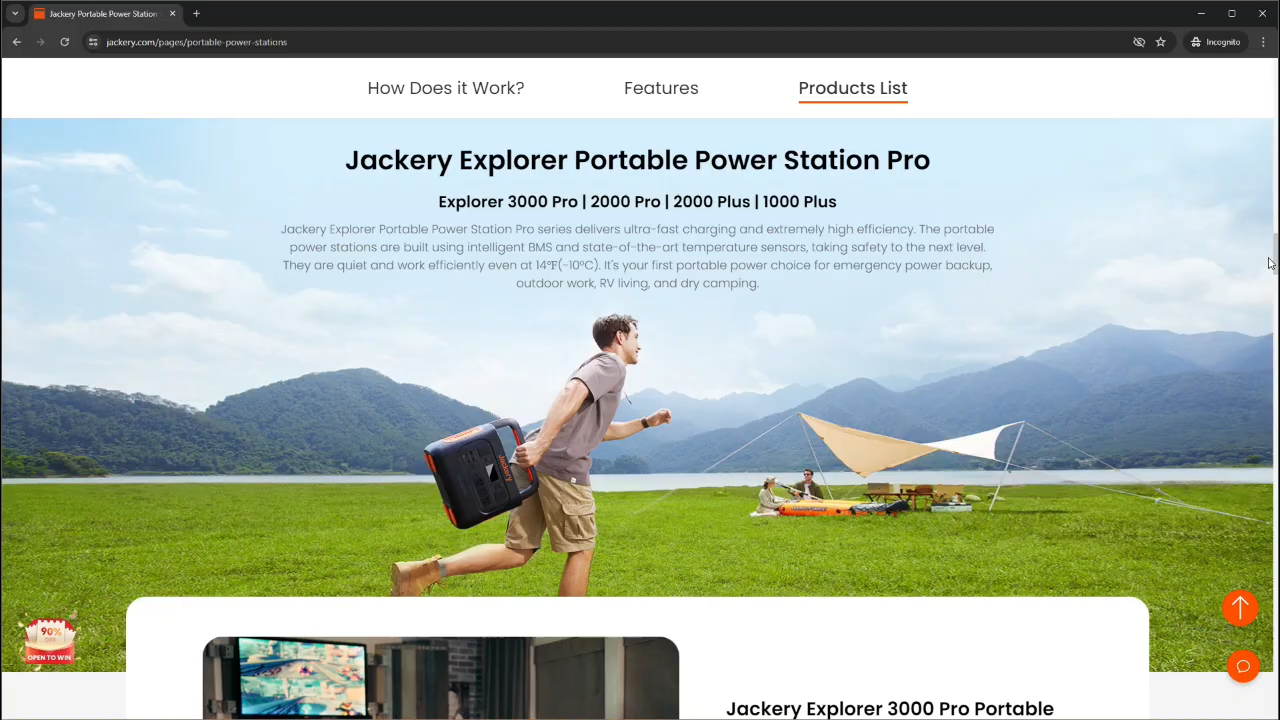 Jackery Portable Power Station
jackery.com/pages/portable-power-stations
Incognito
How Does it Work?
Features
Products List
Jackery Explorer Portable Power Station Pro
Explorer 3000 Pro | 2000 Pro | 2000 Plus | 1000 Plus
Jackery Explorer Portable Power Station Pro series delivers ultra-fast charging and extremely high efficiency. The portable
power stations are built using intelligent BMS and state-of-the-art temperature sensors, taking safety to the next level.
They are quiet and work efficiently even at 14℉(-10°C). It's your first portable power choice for emergency power backup,
outdoor work, RV living, and dry camping.
90%
OFF
OPEN TO WIN
Jackery Explorer 3000 Pro Portable